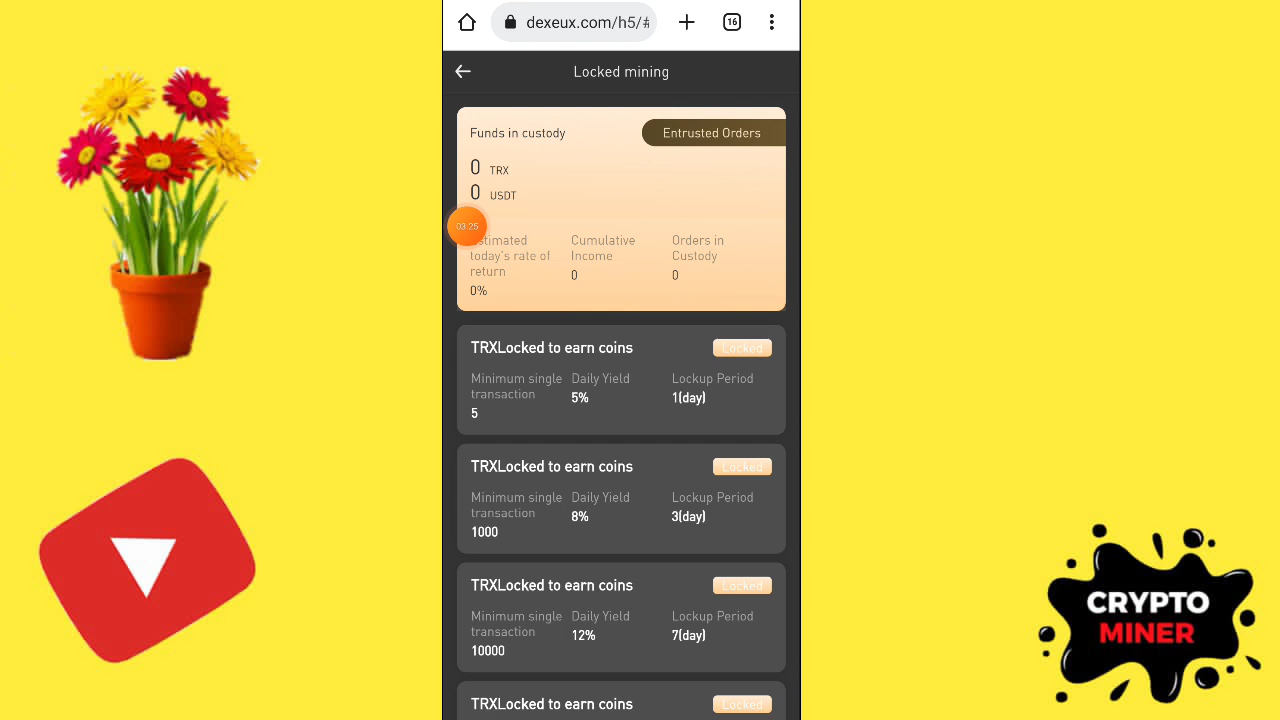 dexeux.com/h5/#
16
Locked mining
Funds in custody
Entrusted Orders
0 TRX
0 USDT
03:25
Estimated today's rate of return
0%
Cumulative Income
0
Orders in Custody
0
TRXLocked to earn coins
Locked
Minimum single transaction
5
Daily Yield
5%
Lockup Period
1(day)
TRXLocked to earn coins
Locked
Minimum single transaction
1000
Daily Yield
8%
Lockup Period
3(day)
TRXLocked to earn coins
Locked
Minimum single transaction
10000
Daily Yield
12%
Lockup Period
7(day)
TRXLocked to earn coins
Locked
CRYPTO
MINER